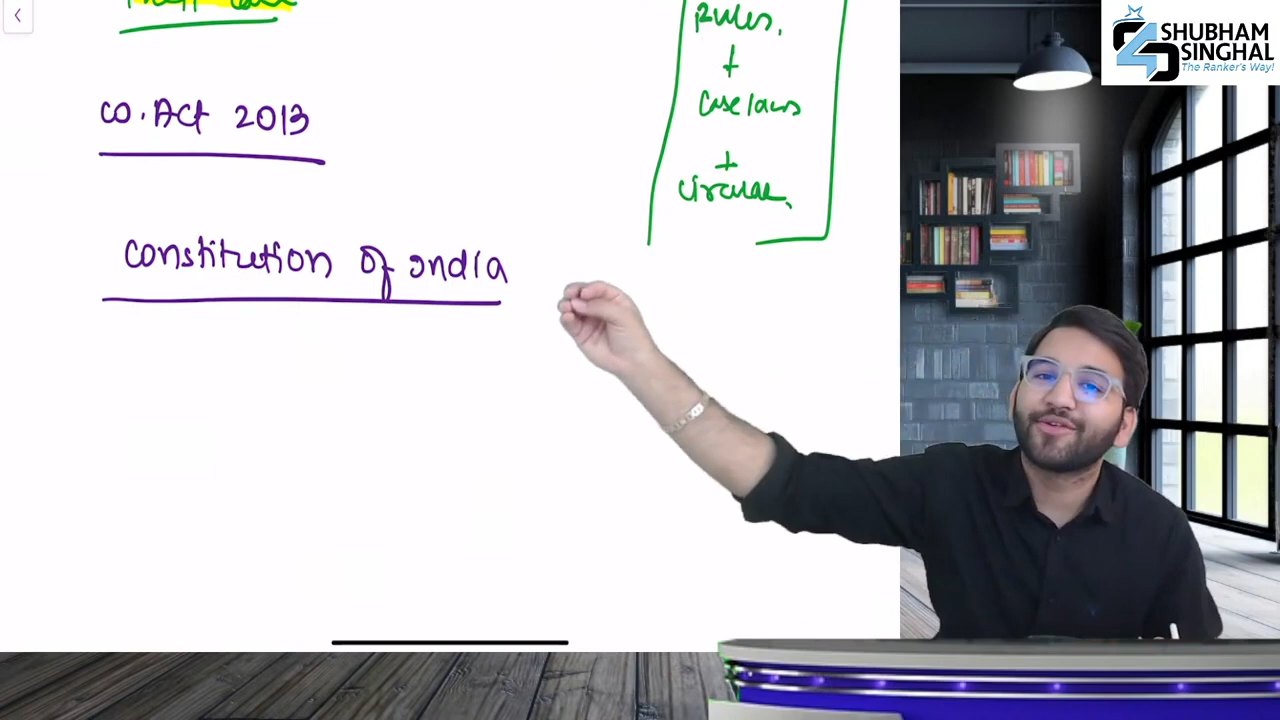 co. Act 2013
constitution of india
Rules,
+
Case laws
+
circular,
SHUBHAM
SINGHAL
The Ranker's Way!